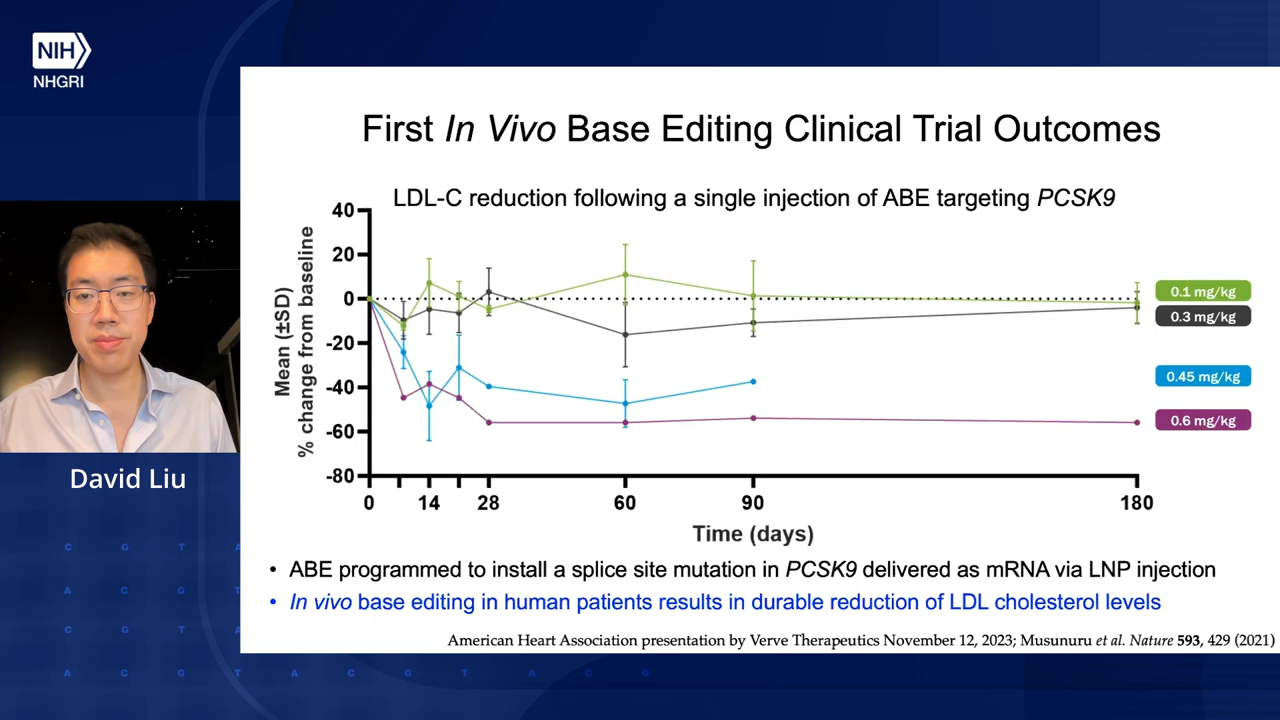 NIH
NHGRI
First In Vivo Base Editing Clinical Trial Outcomes
LDL-C reduction following a single injection of ABE targeting PCSK9
Mean (±SD)
% change from baseline
40
20
0
-20
-40
-60
-80
0 14 28 60 90 180
Time (days)
0.1 mg/kg
0.3 mg/kg
0.45 mg/kg
0.6 mg/kg
David Liu
• ABE programmed to install a splice site mutation in PCSK9 delivered as mRNA via LNP injection
• In vivo base editing in human patients results in durable reduction of LDL cholesterol levels
American Heart Association presentation by Verve Therapeutics November 12, 2023; Musunuru et al. Nature 593, 429 (2021)
C G T A
A C G T
C G T A
A C G T A C G T A C G